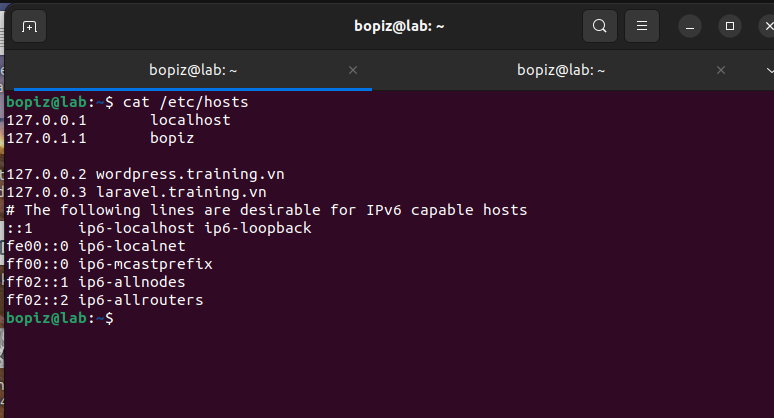 bopiz@lab: ~
bopiz@lab: ~
bopiz@lab: ~
bopiz@lab:~$ cat /etc/hosts
127.0.0.1       localhost
127.0.1.1       bopiz
127.0.0.2 wordpress.training.vn
127.0.0.3 laravel.training.vn
# The following lines are desirable for IPv6 capable hosts
::1     ip6-localhost ip6-loopback
fe00::0 ip6-localnet
ff00::0 ip6-mcastprefix
ff02::1 ip6-allnodes
ff02::2 ip6-allrouters
bopiz@lab:~$